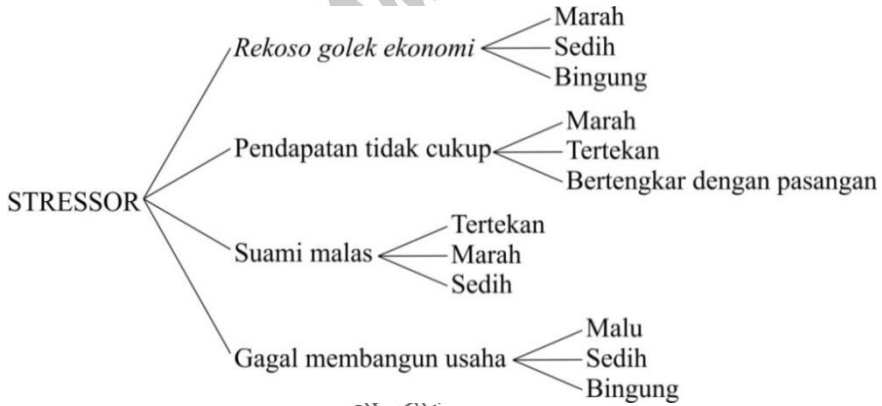 STRESSOR
Rekoso golek ekonomi
Marah
Sedih
Bingung
Pendapatan tidak cukup
Marah
Tertekan
Bertengkar dengan pasangan
Suami malas
Tertekan
Marah
Sedih
Gagal membangun usaha
Malu
Sedih
Bingung